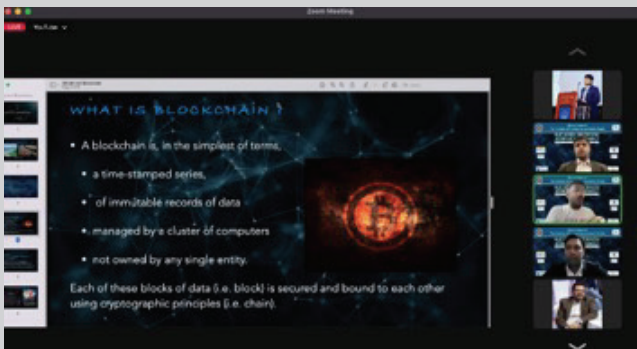 Zoom Meeting
LIVE
YouTube
WHAT IS BLOCKCHAIN ?
• A blockchain is, in the simplest of terms,
• a time-stamped series,
• of immutable records of data
• managed by a cluster of computers
• not owned by any single entity.
Each of these blocks of data (i.e. block) is secured and bound to each other
using cryptographic principles (i.e. chain).